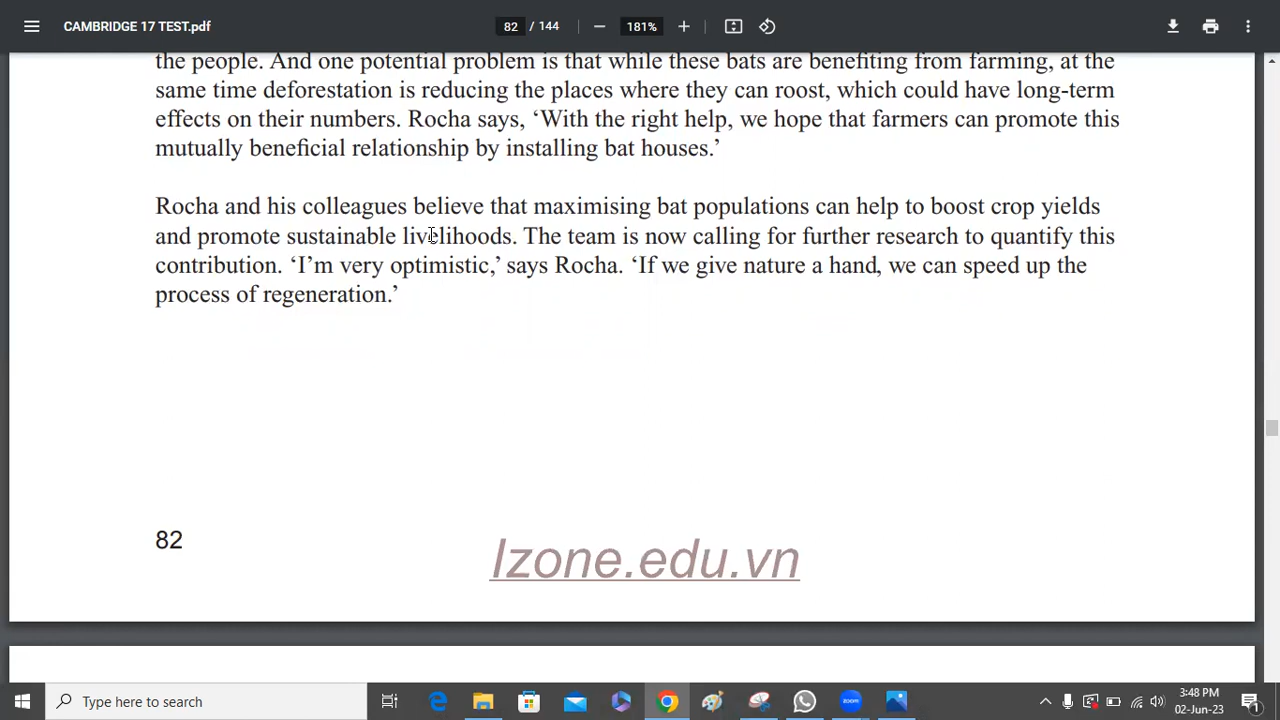 CAMBRIDGE 17 TEST.pdf
82 / 144
181%
the people. And one potential problem is that while these bats are benefiting from farming, at the
same time deforestation is reducing the places where they can roost, which could have long-term
effects on their numbers. Rocha says, ‘With the right help, we hope that farmers can promote this
mutually beneficial relationship by installing bat houses.’
Rocha and his colleagues believe that maximising bat populations can help to boost crop yields
and promote sustainable livelihoods. The team is now calling for further research to quantify this
contribution. ‘I’m very optimistic,’ says Rocha. ‘If we give nature a hand, we can speed up the
process of regeneration.’
82
Izone.edu.vn
Type here to search
zoom
3:48 PM
02-Jun-23
1